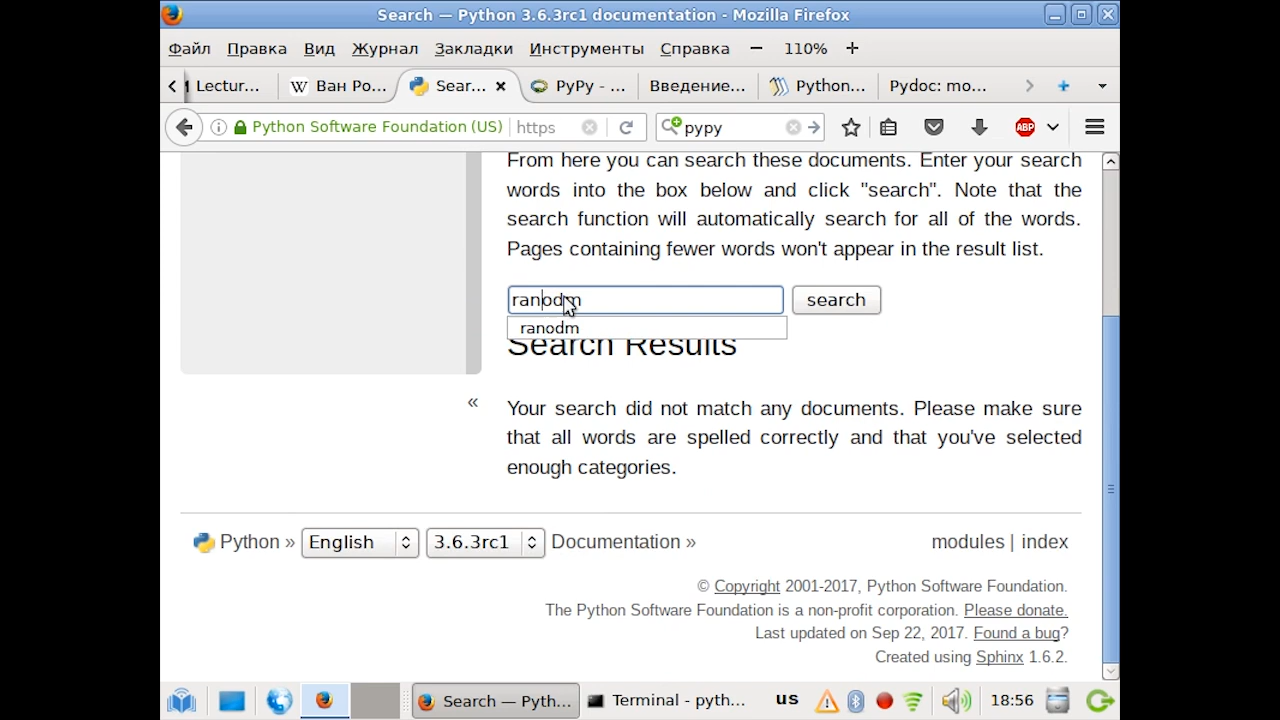 Search — Python 3.6.3rc1 documentation - Mozilla Firefox
Файл Правка Вид Журнал Закладки Инструменты Справка — 110% +
Lectur... Ван Ро... Sear... PyPy - ... Введение... Python... Pydoc: mo...
Python Software Foundation (US) https pypy ABP
From here you can search these documents. Enter your search
words into the box below and click "search". Note that the
search function will automatically search for all of the words.
Pages containing fewer words won't appear in the result list.
ranodm search
ranodm
Search Results
«
Your search did not match any documents. Please make sure
that all words are spelled correctly and that you've selected
enough categories.
Python » English 3.6.3rc1 Documentation » modules | index
© Copyright 2001-2017, Python Software Foundation.
The Python Software Foundation is a non-profit corporation. Please donate.
Last updated on Sep 22, 2017. Found a bug?
Created using Sphinx 1.6.2.
Search — Pyth... Terminal - pyth... us 18:56